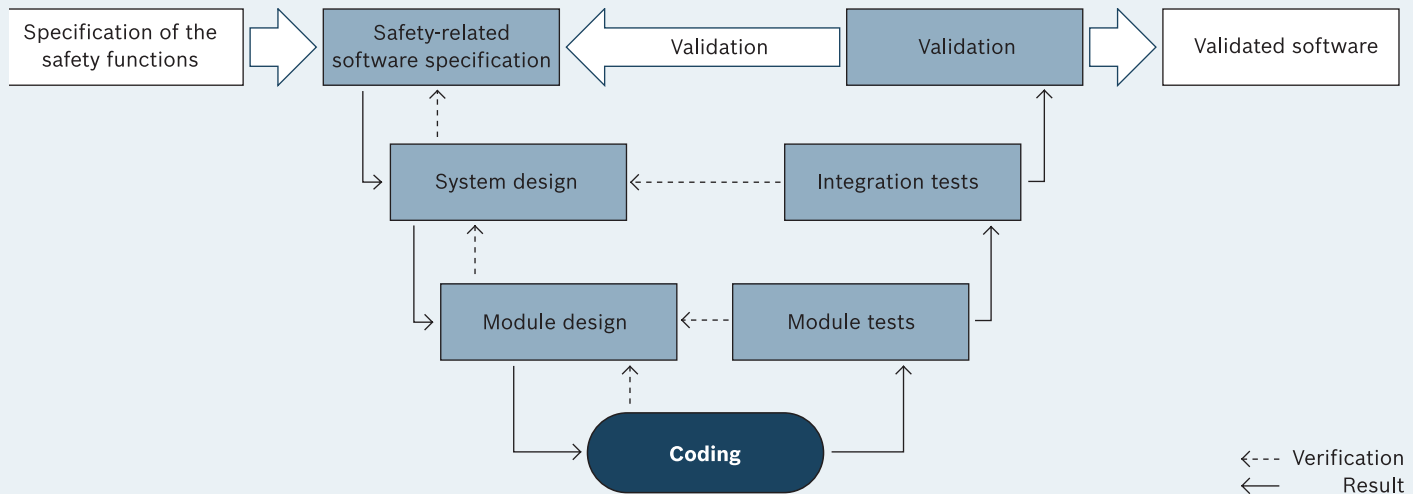 Specification of the
safety functions
Safety-related
software specification
Validation
Validation
Validated software
System design
Integration tests
Module design
Module tests
Coding
Verification
Result